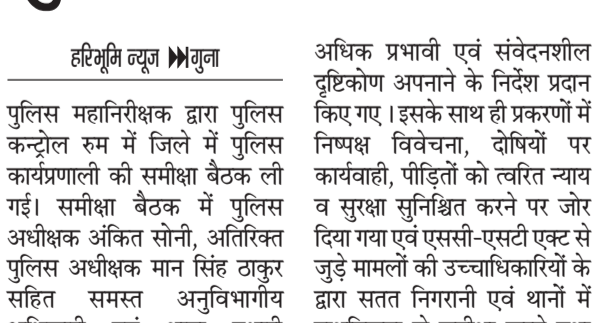 हरिभूमि न्यूज ▶▶गुना
पुलिस महानिरीक्षक द्वारा पुलिस
कन्ट्रोल रुम में जिले में पुलिस
कार्यप्रणाली की समीक्षा बैठक ली
गई। समीक्षा बैठक में पुलिस
अधीक्षक अंकित सोनी, अतिरिक्त
पुलिस अधीक्षक मान सिंह ठाकुर
सहित समस्त अनुविभागीय
अधिक प्रभावी एवं संवेदनशील
दृष्टिकोण अपनाने के निर्देश प्रदान
किए गए ।इसके साथ ही प्रकरणों में
निष्पक्ष विवेचना, दोषियों पर
कार्यवाही, पीड़ितों को त्वरित न्याय
व सुरक्षा सुनिश्चित करने पर जोर
दिया गया एवं एससी-एसटी एक्ट से
जुड़े मामलों की उच्चाधिकारियों के
द्वारा सतत निगरानी एवं थानों में